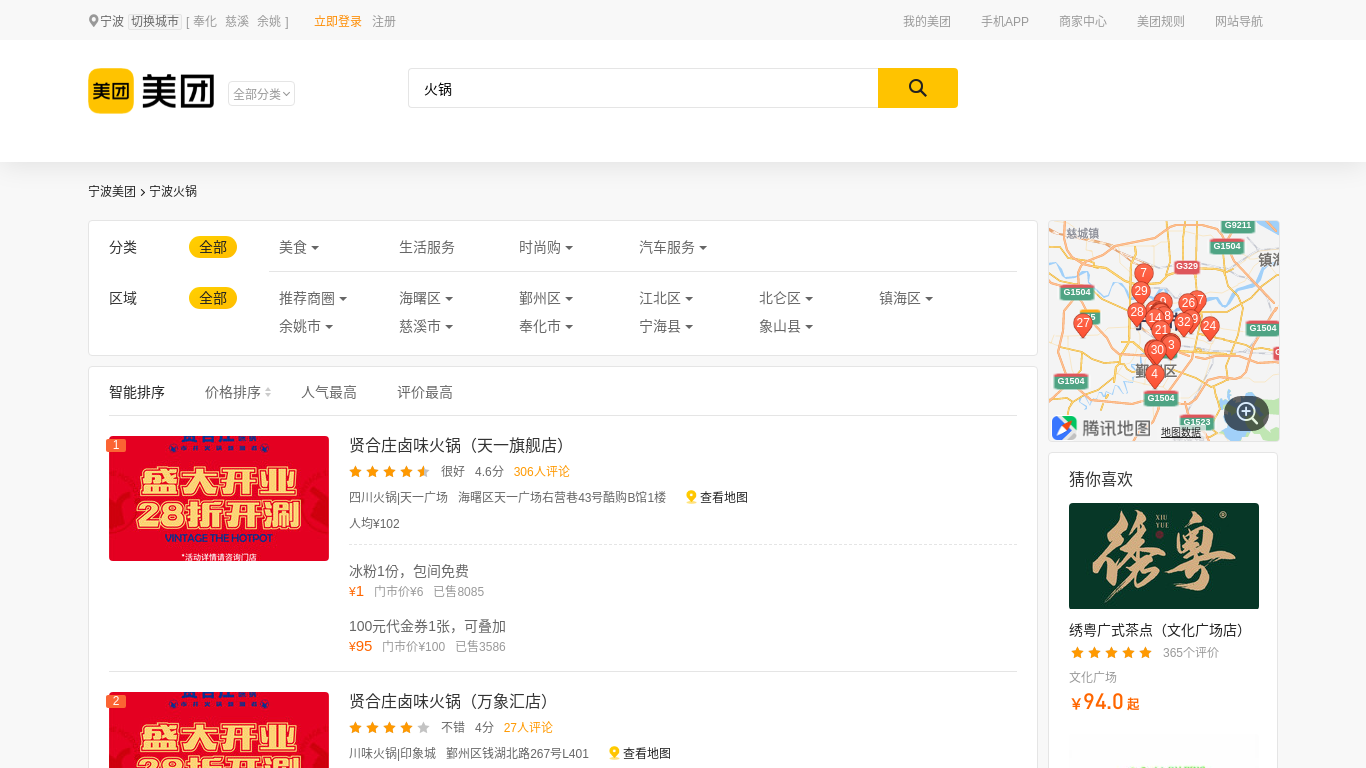 宁波 切换城市 [ 奉化 慈溪 余姚 ] 立即登录 注册 我的美团 手机APP 商家中心 美团规则 网站导航
美团 美团 全部分类 火锅
宁波美团 > 宁波火锅
分类 全部 美食 生活服务 时尚购 汽车服务
区域 全部 推荐商圈 海曙区 鄞州区 江北区 北仑区 镇海区
余姚市 慈溪市 奉化市 宁海县 象山县
智能排序 价格排序 人气最高 评价最高
1
盛大开业
28折开涮
VINTAGE THE HOTPOT
*活动详情请咨询门店
贤合庄卤味火锅（天一旗舰店）
很好 4.6分 306人评论
四川火锅|天一广场 海曙区天一广场右营巷43号酷购B馆1楼 查看地图
人均¥102
冰粉1份，包间免费
¥1 门市价¥6 已售8085
100元代金券1张，可叠加
¥95 门市价¥100 已售3586
2
盛大开业
贤合庄卤味火锅（万象汇店）
不错 4分 27人评论
川味火锅|印象城 鄞州区钱湖北路267号L401 查看地图
G9211
慈城镇
G1504
G329
7
29
G1504
26
28
14
27
32
24
21
G1504
30
3
4
G1504
G1504
G1523
腾讯地图
地图数据
猜你喜欢
XIU
YUE
绣粤
®
绣粤广式茶点（文化广场店）
365个评价
文化广场
￥94.0 起